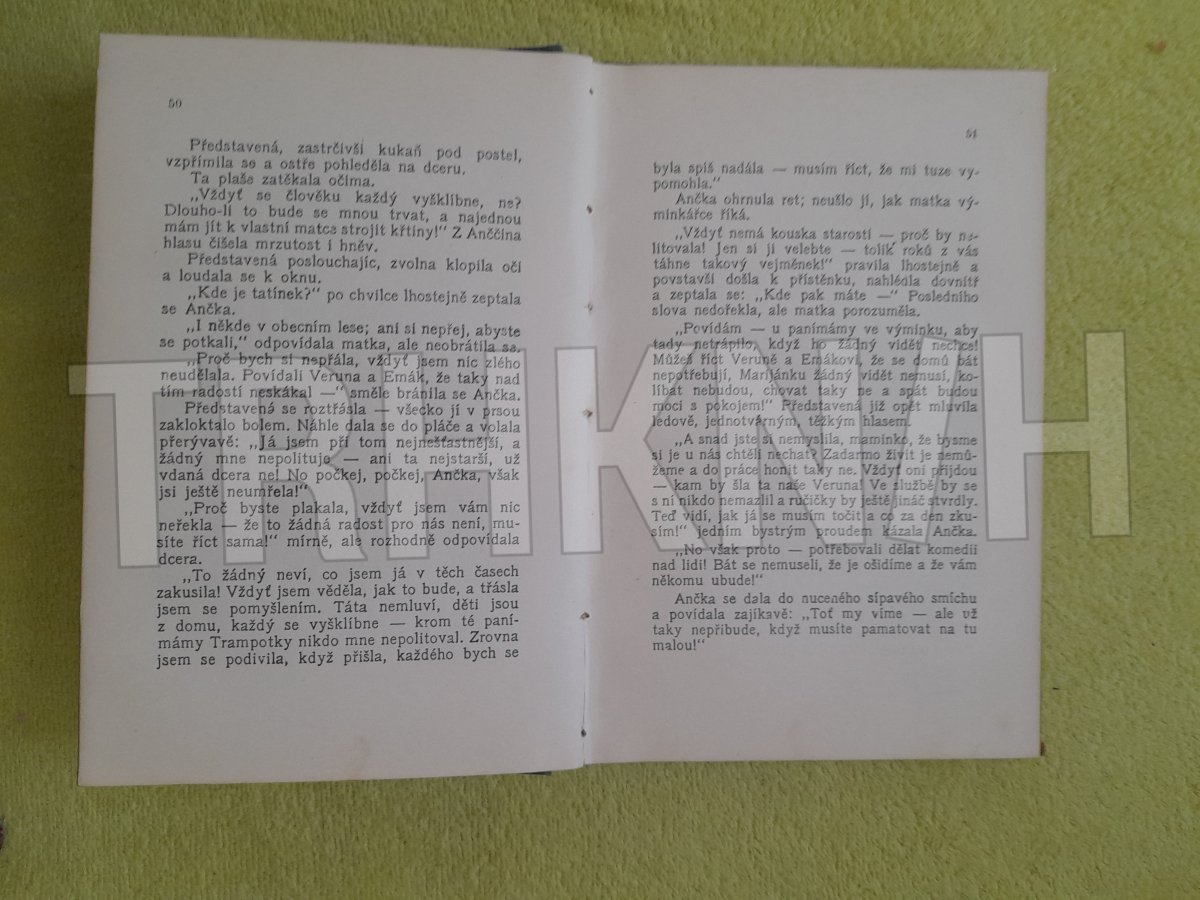 50
Představená, zastrčivši kukaň pod postel,
vzpřímila se a ostře pohleděla na dceru.
Ta plaše zatěkala očima.
„Vždyť se člověku každý vyšklíbne, ne?
Dlouho-li to bude se mnou trvat, a najednou
mám jít k vlastní matce strojit křtiny!“ Z Anččina
hlasu čišela mrzutost i hněv.
Představená poslouchajíc, zvolna klopila oči
a loudala se k oknu.
„Kde je tatínek?“ po chvilce lhostejně zeptala
se Ančka.
„I někde v obecním lese; ani si nepřej, abyste
se potkali,“ odpovídala matka, ale neobrátila se.
„Proč bych si nepřála, vždyť jsem nic zlého
neudělala. Povídali Veruna a Ernák, že taky nad
tím radostí neskákal —“ směle bránila se Ančka.
Představená se roztřásla — všecko jí v prsou
zakloktalo bolem. Náhle dala se do pláče a volala
přerývavě: „Já jsem při tom nejnešťastnější, a
žádný mne nepolituje — ani ta nejstarší, už
vdaná dcera ne! No počkej, počkej, Ančka, však
jsi ještě neumřela!“
„Proč byste plakala, vždyť jsem vám nic
neřekla — že to žádná radost pro nás není, mu-
síte říct sama!“ mírně, ale rozhodně odpovídala
dcera.
„To žádný neví, co jsem já v těch časech
zakusila! Vždyť jsem věděla, jak to bude, a třásla
jsem se pomyšlením. Táta nemluví, děti jsou
z domu, každý se vyšklíbne — krom té paní-
mámy Trampotky nikdo mne nepolitoval. Zrovna
jsem se podivila, když přišla, každého bych se
51
byla spíš nadála — musím říct, že mi tuze vy-
pomohla.“
Ančka ohrnula ret; neušlo jí, jak matka vý-
minkářce říká.
„Vždyť nemá kouska starosti — proč by ne-
litovala! Jen si ji velebte — tolik roků z vás
táhne takový vejměnek!“ pravila lhostejně a
povstavši došla k přístěnku, nahlédla dovnitř
a zeptala se: „Kde pak máte —“ Posledního
slova nedořekla, ale matka porozuměla.
„Povídám — u panímámy ve výminku, aby
tady netrápilo, když ho žádný vidět nechce!
Můžeš říct Veruně a Ernákovi, že se domů bát
nepotřebují, Marijánku žádný vidět nemusí, ko-
líbat nebudou, chovat taky ne a spát budou
moci s pokojem!“ Představená již opět mluvila
ledově, jednotvárným, těžkým hlasem.
„A snad jste si nemyslila, maminko, že bysme
si je u nás chtěli nechat? Zadarmo živit je nemů-
žeme a do práce honit taky ne. Vždyť oni přijdou
— kam by šla ta naše Veruna! Ve službě by se
s ní nikdo nemazlil a ručičky by ještě jináč stvrdly.
Teď vidí, jak já se musím točit a co za den zku-
sím!“ jedním bystrým proudem kázala Ančka.
„No však proto — potřebovali dělat komedii
nad lidi! Bát se nemuseli, že je ošidíme a že vám
někomu ubude!“
Ančka se dala do nuceného sípavého smíchu
a povídala zajíkavě: „Toť my víme — ale už
taky nepřibude, když musíte pamatovat na tu
malou!“
TRHKNIH